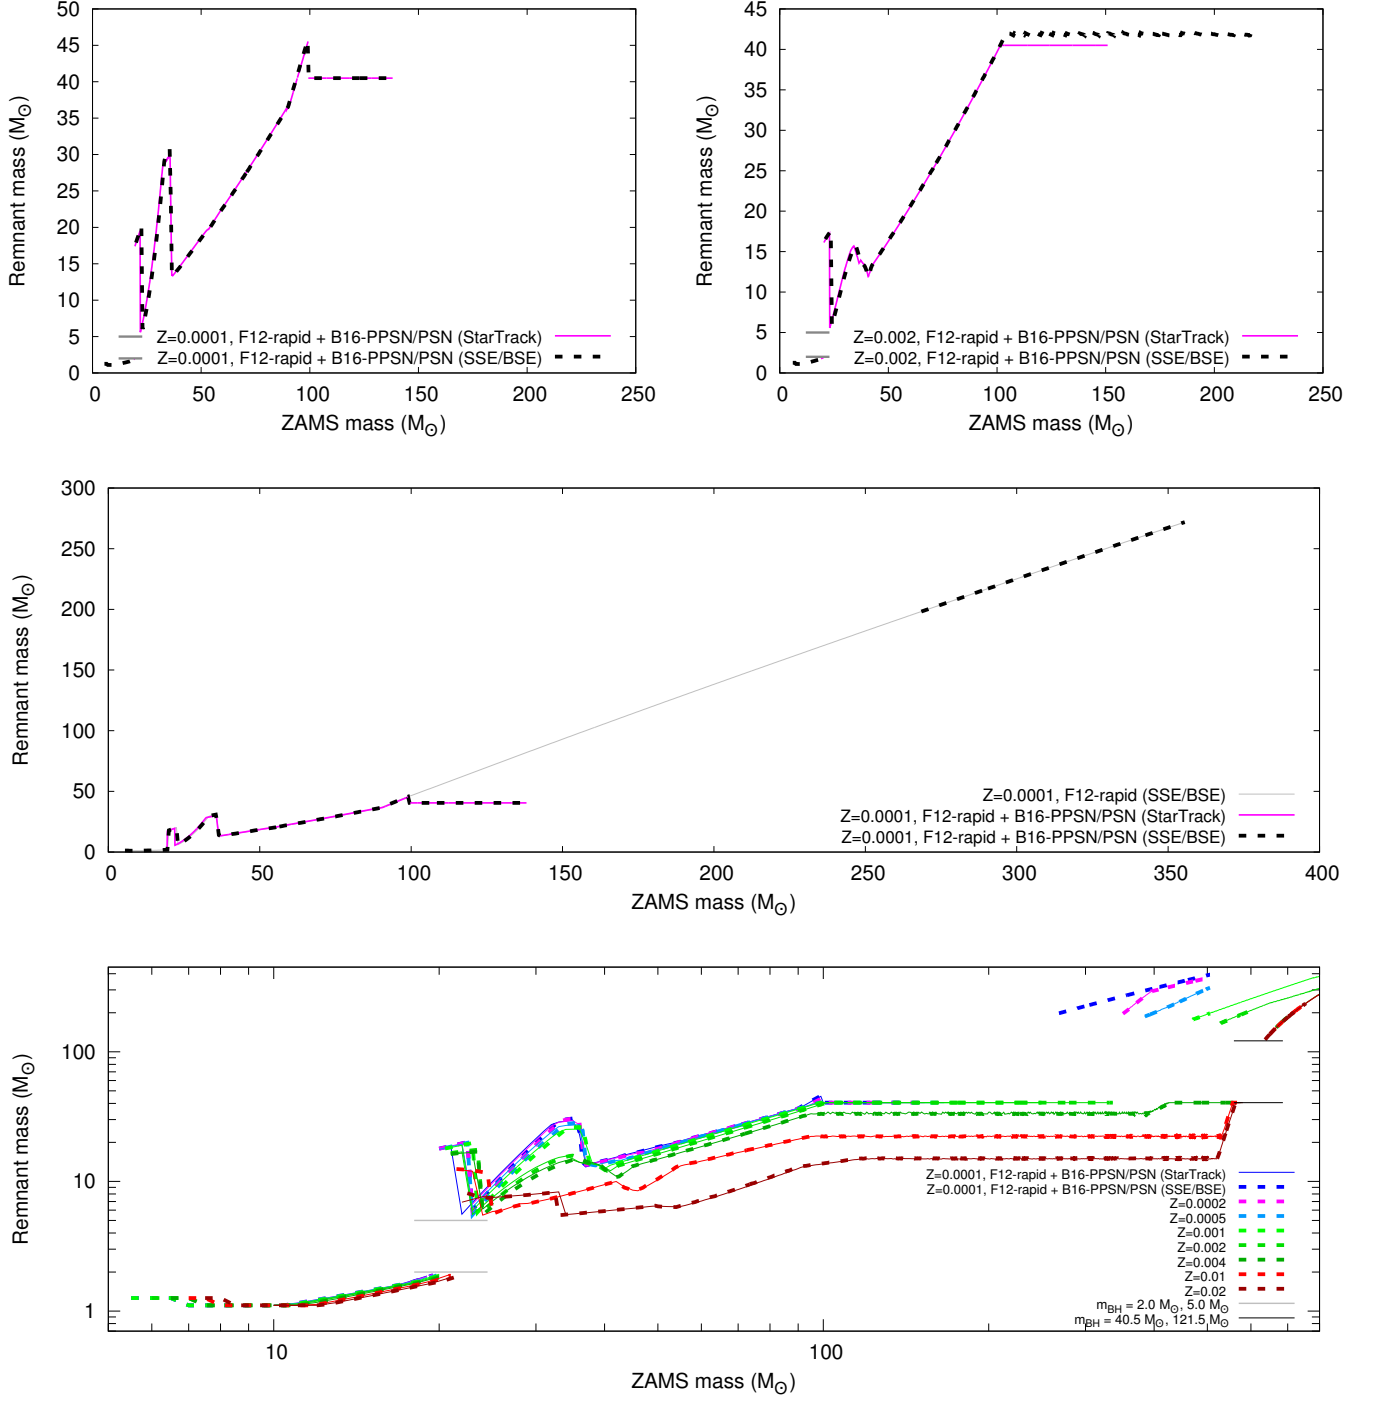 50
45
40
35
30
25
20
15
10
5
0
Remnant mass (M⊙)
Z=0.0001, F12-rapid + B16-PPSN/PSN (StarTrack)
Z=0.0001, F12-rapid + B16-PPSN/PSN (SSE/BSE)
0 50 100 150 200 250
ZAMS mass (M⊙)
45
40
35
30
25
20
15
10
5
0
Remnant mass (M⊙)
Z=0.002, F12-rapid + B16-PPSN/PSN (StarTrack)
Z=0.002, F12-rapid + B16-PPSN/PSN (SSE/BSE)
0 50 100 150 200 250
ZAMS mass (M⊙)
300
250
200
150
100
50
0
Remnant mass (M⊙)
Z=0.0001, F12-rapid (SSE/BSE)
Z=0.0001, F12-rapid + B16-PPSN/PSN (StarTrack)
Z=0.0001, F12-rapid + B16-PPSN/PSN (SSE/BSE)
0 50 100 150 200 250 300 350 400
ZAMS mass (M⊙)
100
10
1
Remnant mass (M⊙)
Z=0.0001, F12-rapid + B16-PPSN/PSN (StarTrack)
Z=0.0001, F12-rapid + B16-PPSN/PSN (SSE/BSE)
Z=0.0002
Z=0.0005
Z=0.001
Z=0.002
Z=0.004
Z=0.01
Z=0.02
mBH = 2.0 M⊙, 5.0 M⊙
mBH = 40.5 M⊙, 121.5 M⊙
10 100
ZAMS mass (M⊙)